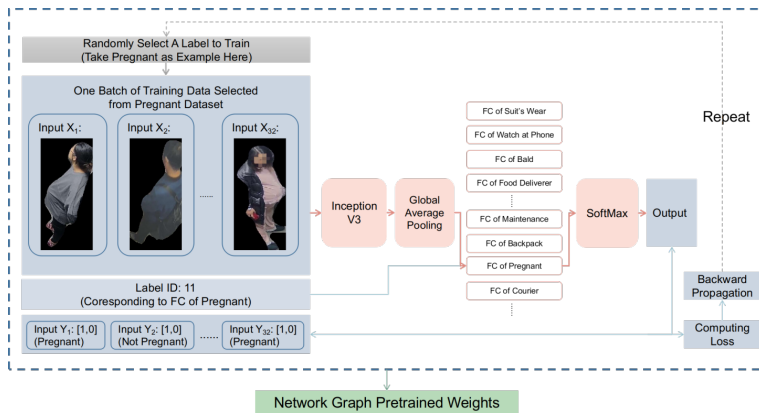 Randomly Select A Label to Train
(Take Pregnant as Example Here)
One Batch of Training Data Selected
from Pregnant Dataset
Input X1:
Input X2:
Input X32:
......
...
Inception
V3
Global
Average
Pooling
FC of Suit's Wear
FC of Watch at Phone
FC of Bald
FC of Food Deliverer
FC of Maintenance
FC of Backpack
FC of Pregnant
FC of Courier
SoftMax
Output
Repeat
Label ID: 11
(Coresponding to FC of Pregnant)
Backward
Propagation
Input Y1: [1,0]
(Pregnant)
Input Y2: [1,0]
(Not Pregnant)
......
Input Y32: [1,0]
(Pregnant)
Computing
Loss
Network Graph Pretrained Weights